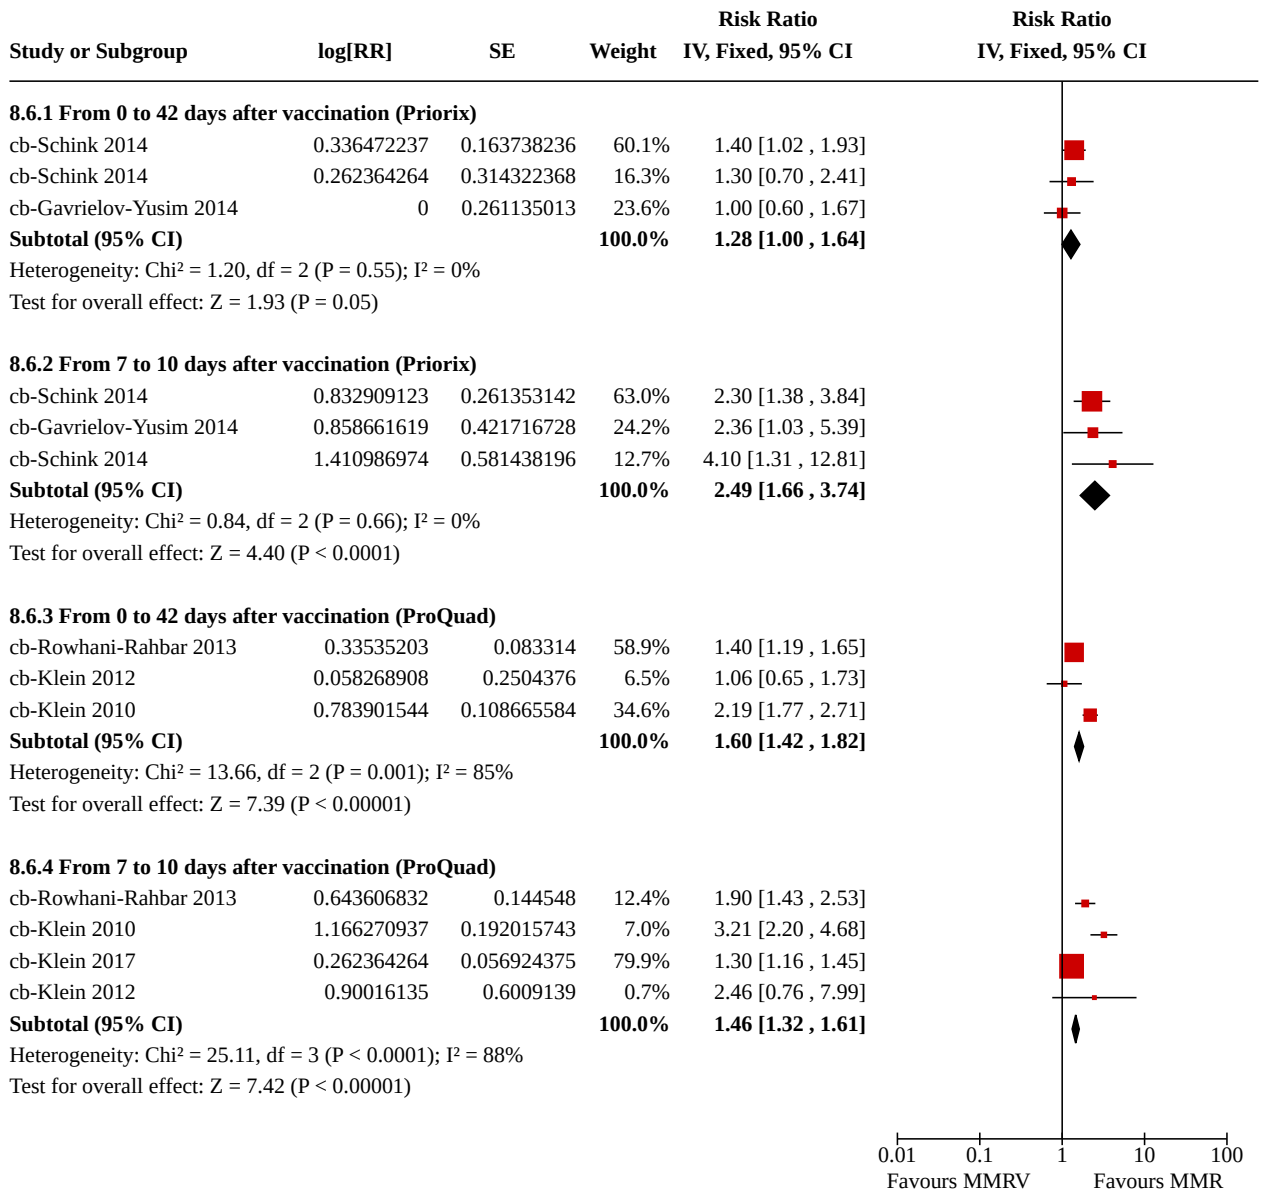 Risk Ratio Risk Ratio
Study or Subgroup log[RR] SE Weight IV, Fixed, 95% CI IV, Fixed, 95% CI
8.6.1 From 0 to 42 days after vaccination (Priorix)
cb-Schink 2014 0.336472237 0.163738236 60.1% 1.40 [1.02 , 1.93]
cb-Schink 2014 0.262364264 0.314322368 16.3% 1.30 [0.70 , 2.41]
cb-Gavrielov-Yusim 2014 0 0.261135013 23.6% 1.00 [0.60 , 1.67]
Subtotal (95% CI) 100.0% 1.28 [1.00 , 1.64]
Heterogeneity: Chi² = 1.20, df = 2 (P = 0.55); I² = 0%
Test for overall effect: Z = 1.93 (P = 0.05)
8.6.2 From 7 to 10 days after vaccination (Priorix)
cb-Schink 2014 0.832909123 0.261353142 63.0% 2.30 [1.38 , 3.84]
cb-Gavrielov-Yusim 2014 0.858661619 0.421716728 24.2% 2.36 [1.03 , 5.39]
cb-Schink 2014 1.410986974 0.581438196 12.7% 4.10 [1.31 , 12.81]
Subtotal (95% CI) 100.0% 2.49 [1.66 , 3.74]
Heterogeneity: Chi² = 0.84, df = 2 (P = 0.66); I² = 0%
Test for overall effect: Z = 4.40 (P < 0.0001)
8.6.3 From 0 to 42 days after vaccination (ProQuad)
cb-Rowhani-Rahbar 2013 0.33535203 0.083314 58.9% 1.40 [1.19 , 1.65]
cb-Klein 2012 0.058268908 0.2504376 6.5% 1.06 [0.65 , 1.73]
cb-Klein 2010 0.783901544 0.108665584 34.6% 2.19 [1.77 , 2.71]
Subtotal (95% CI) 100.0% 1.60 [1.42 , 1.82]
Heterogeneity: Chi² = 13.66, df = 2 (P = 0.001); I² = 85%
Test for overall effect: Z = 7.39 (P < 0.00001)
8.6.4 From 7 to 10 days after vaccination (ProQuad)
cb-Rowhani-Rahbar 2013 0.643606832 0.144548 12.4% 1.90 [1.43 , 2.53]
cb-Klein 2010 1.166270937 0.192015743 7.0% 3.21 [2.20 , 4.68]
cb-Klein 2017 0.262364264 0.056924375 79.9% 1.30 [1.16 , 1.45]
cb-Klein 2012 0.90016135 0.6009139 0.7% 2.46 [0.76 , 7.99]
Subtotal (95% CI) 100.0% 1.46 [1.32 , 1.61]
Heterogeneity: Chi² = 25.11, df = 3 (P < 0.0001); I² = 88%
Test for overall effect: Z = 7.42 (P < 0.00001)
0.01 0.1 1 10 100
Favours MMRV Favours MMR